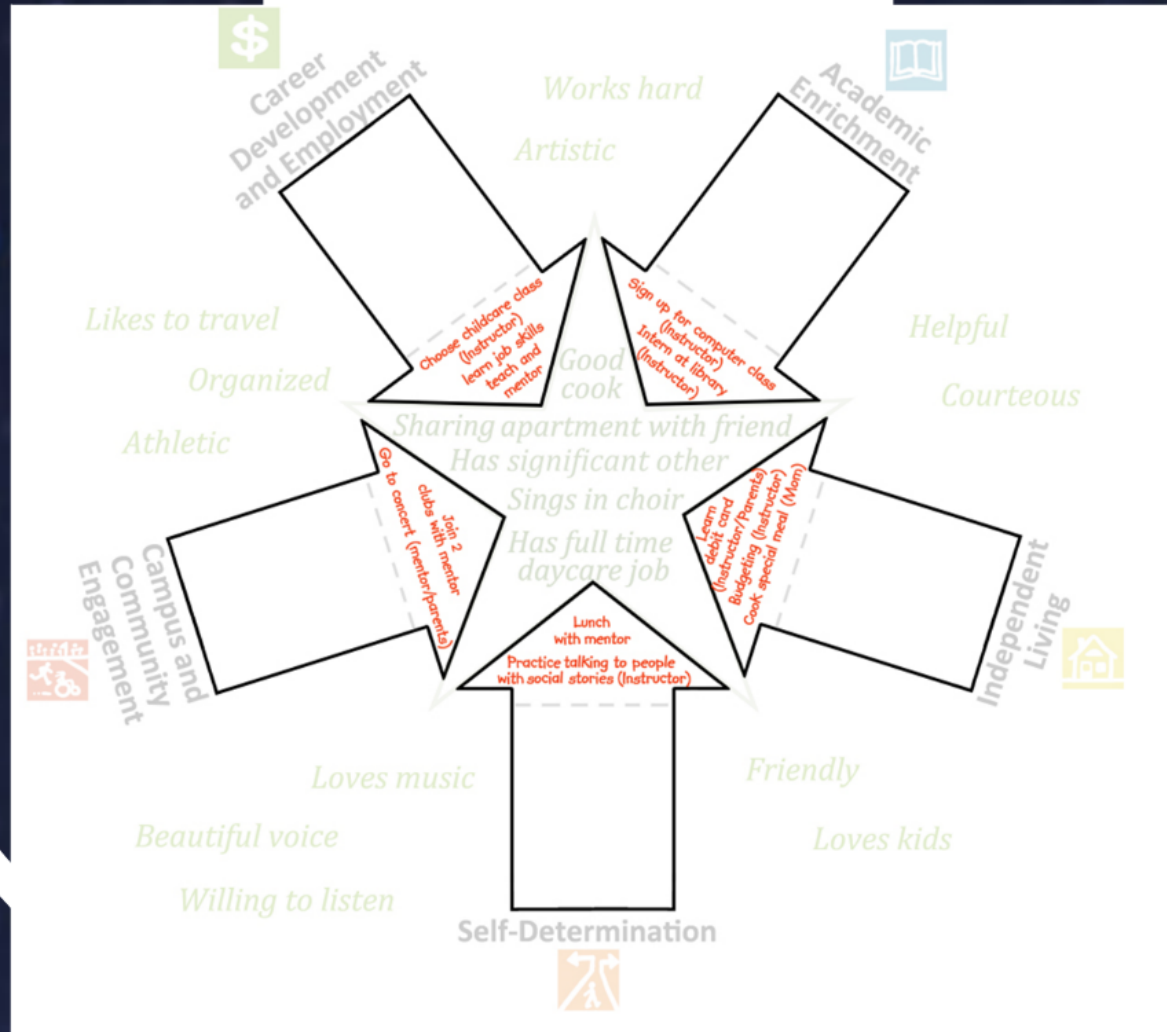 Career
Development
and Employment
Works hard
Artistic
Academic
Enrichment
Choose childcare class
(Instructor)
learn job skills
teach and
mentor
Sign up for computer class
(Instructor)
Intern at library
(Instructor)
Likes to travel
Organized
Athletic
Helpful
Courteous
Good
cook
Sharing apartment with friend
Has significant other
Sings in choir
Has full time
daycare job
Join 2
clubs with mentor
Go to concert (mentor/parents)
Learn
debit card
(Instructor/Parents)
Budgeting (Instructor)
Cook special meal (Mom)
Campus and
Community
Engagement
Independent
Living
Lunch
with mentor
Practice talking to people
with social stories (Instructor)
Loves music
Beautiful voice
Willing to listen
Friendly
Loves kids
Self-Determination